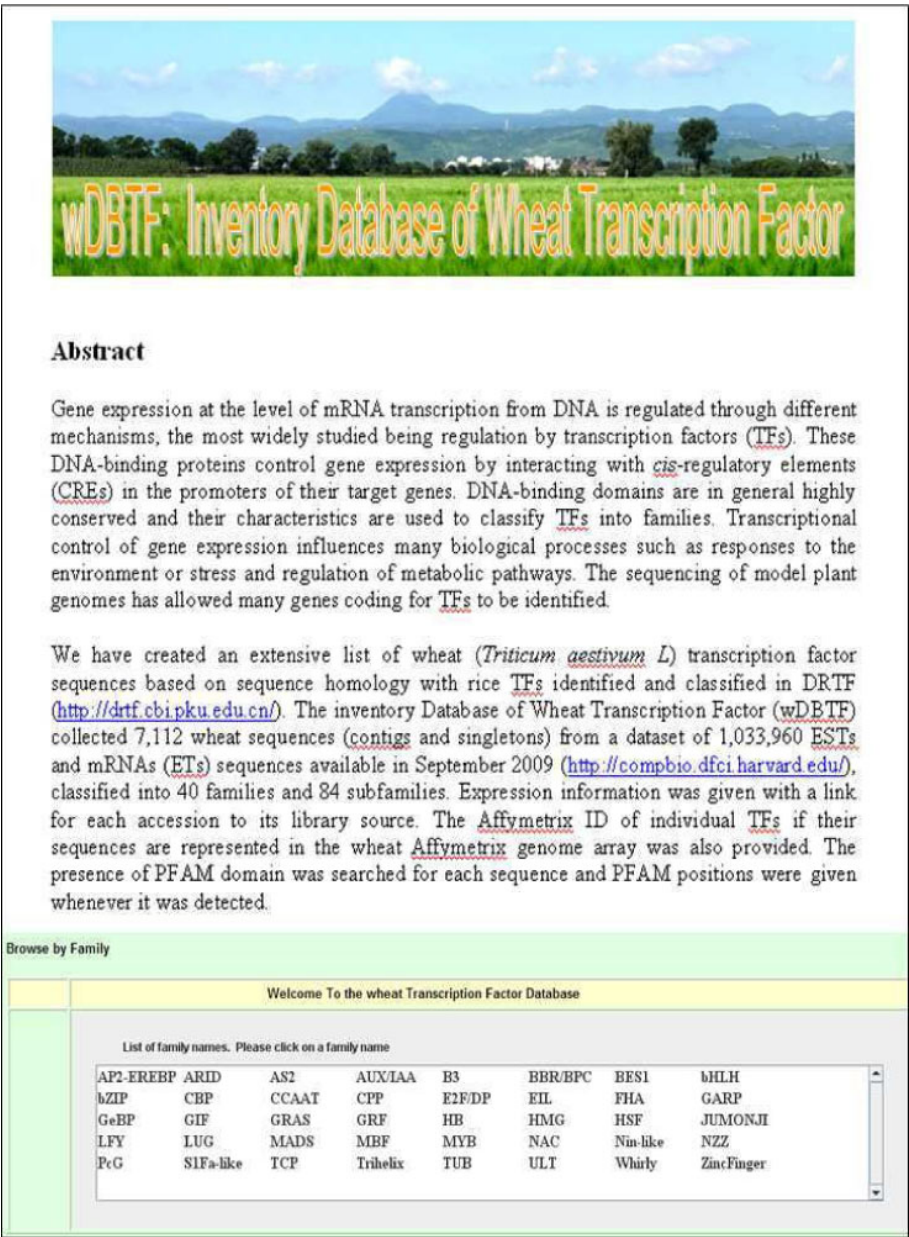 wDBTF: Inventory Database of Wheat Transcription Factor
Abstract
Gene expression at the level of mRNA transcription from DNA is regulated through different
mechanisms, the most widely studied being regulation by transcription factors (TFs). These
DNA-binding proteins control gene expression by interacting with cis-regulatory elements
(CREs) in the promoters of their target genes. DNA-binding domains are in general highly
conserved and their characteristics are used to classify TFs into families. Transcriptional
control of gene expression influences many biological processes such as responses to the
environment or stress and regulation of metabolic pathways. The sequencing of model plant
genomes has allowed many genes coding for TFs to be identified.
We have created an extensive list of wheat (Triticum aestivum L) transcription factor
sequences based on sequence homology with rice TFs identified and classified in DRTF
(http://drtf.cbi.pku.edu.cn/). The inventory Database of Wheat Transcription Factor (wDBTF)
collected 7,112 wheat sequences (contigs and singletons) from a dataset of 1,033,960 ESTs
and mRNAs (ETs) sequences available in September 2009 (http://compbio.dfci.harvard.edu/),
classified into 40 families and 84 subfamilies. Expression information was given with a link
for each accession to its library source. The Affymetrix ID of individual TFs if their
sequences are represented in the wheat Affymetrix genome array was also provided. The
presence of PFAM domain was searched for each sequence and PFAM positions were given
whenever it was detected.
Browse by Family
Welcome To the wheat Transcription Factor Database
List of family names. Please click on a family name
AP2-EREBP ARID AS2 AUX/IAA B3 BBR/BPC BES1 bHLH
bZIP CBP CCAAT CPP E2F/DP EIL FHA GARP
GeBP GIF GRAS GRF HB HMG HSF JUMONJI
LFY LUG MADS MBF MYB NAC Nin-like NZZ
PcG S1Fa-like TCP Trihelix TUB ULT Whirly ZincFinger